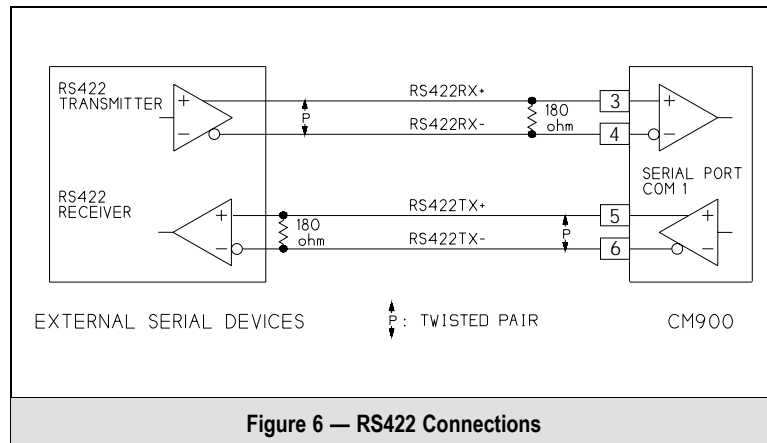 RS422
TRANSMITTER
+
−
P
RS422RX+
RS422RX-
180
ohm
3
4
+
−
SERIAL PORT
COM 1
RS422
RECEIVER
+
−
180
ohm
RS422TX+
RS422TX-
P
5
6
+
−
EXTERNAL SERIAL DEVICES
P : TWISTED PAIR
CM900
Figure 6 — RS422 Connections